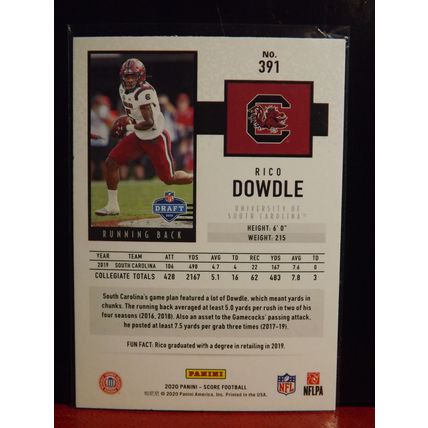 No.
391
C
RICO
DOWDLE
UNIVERSITY OF
SOUTH CAROLINA®
HEIGHT: 6' 0"
WEIGHT: 215
NFL
DRAFT
2020
RUNNING BACK
YEAR TEAM ATT YDS AVG TD REC YDS AVG TD
2019 SOUTH CAROLINA 106 498 4.7 4 22 167 7.6 0
COLLEGIATE TOTALS 428 2167 5.1 16 62 483 7.8 3
South Carolina's game plan featured a lot of Dowdle, which meant yards in
chunks. The running back averaged at least 5.0 yards per rush in two of his
four seasons (2016, 2018). Also an asset to the Gamecocks' passing attack,
he posted at least 7.5 yards per grab three times (2017–19).
FUN FACT: Rico graduated with a degree in retailing in 2019.
PANINI
2020 PANINI - SCORE FOOTBALL
© 2020 Panini America, Inc. Printed in the USA.
NFL
NFLPA